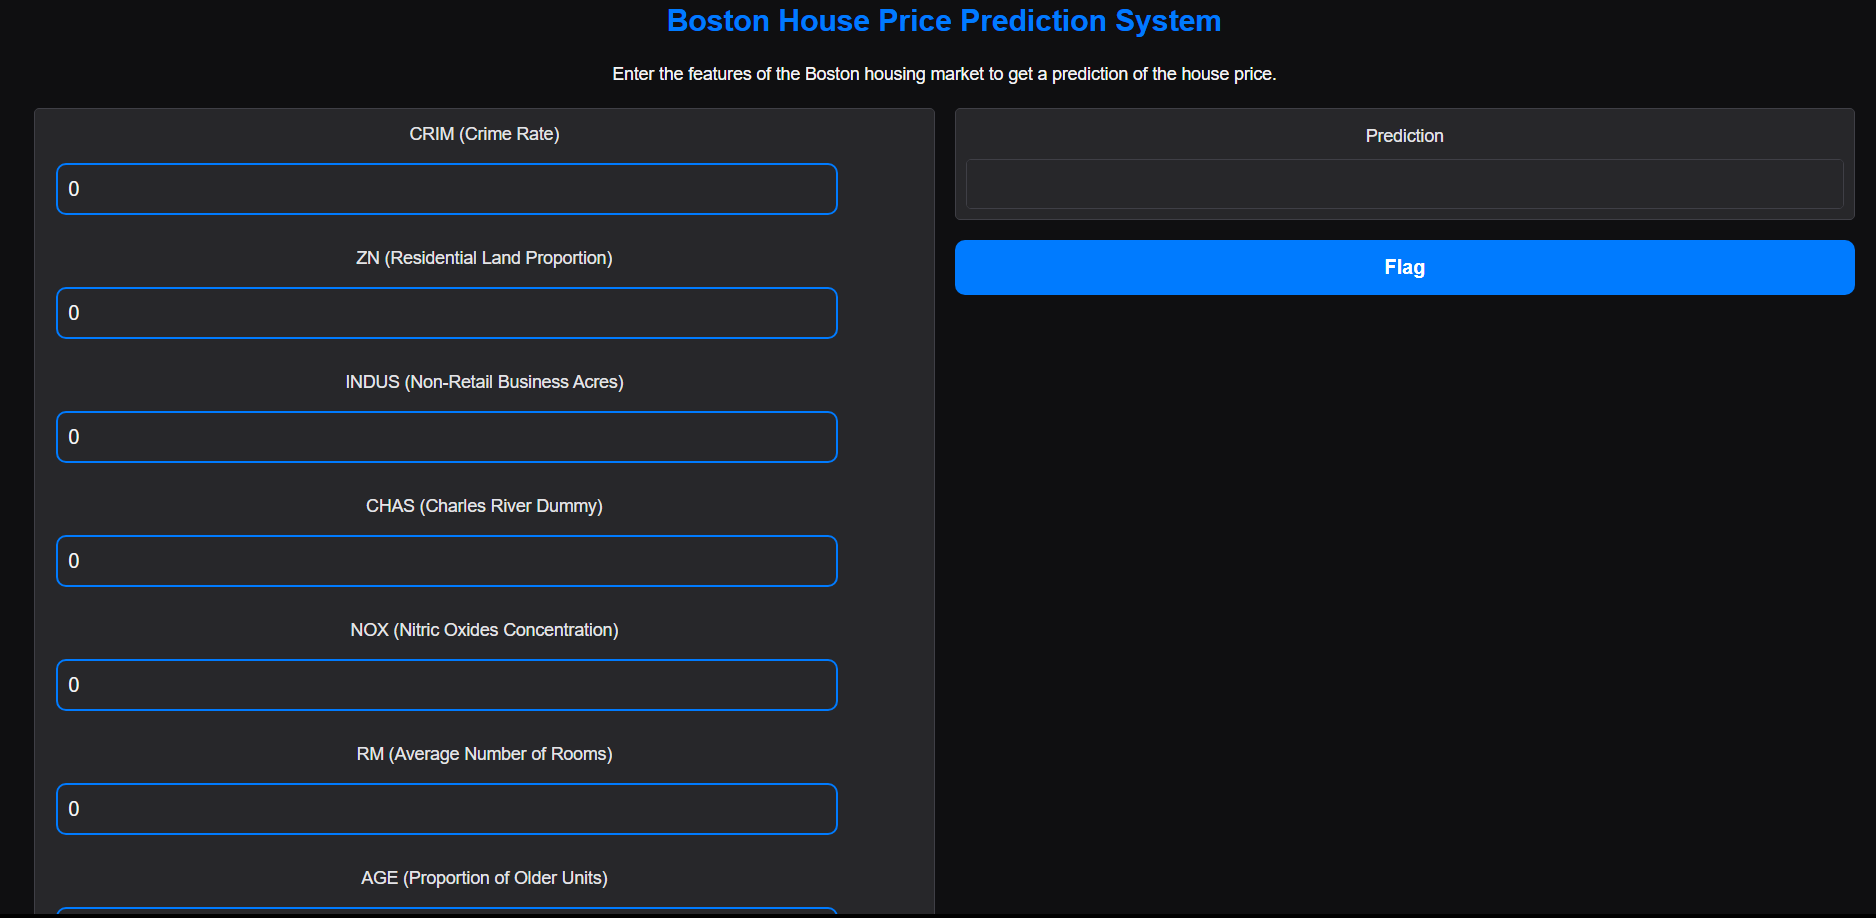 Boston House Price Prediction System
Enter the features of the Boston housing market to get a prediction of the house price.
CRIM (Crime Rate)
0
ZN (Residential Land Proportion)
0
INDUS (Non-Retail Business Acres)
0
CHAS (Charles River Dummy)
0
NOX (Nitric Oxides Concentration)
0
RM (Average Number of Rooms)
0
AGE (Proportion of Older Units)
Prediction
Flag